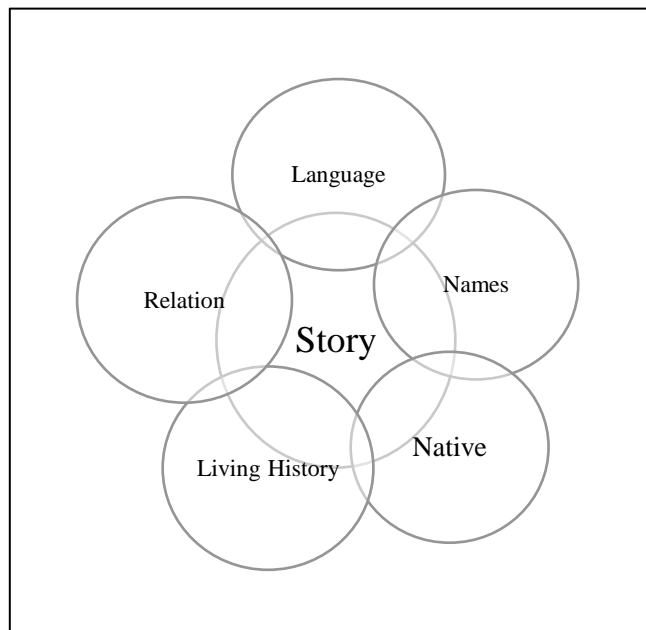 Language
Names
Relation
Story
Native
Living History